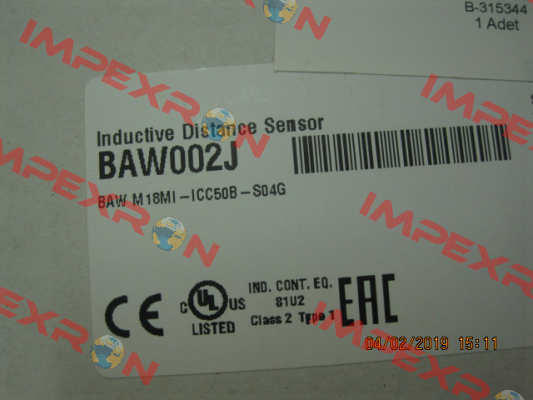 B-315344
1 Adet
Inductive Distance Sensor
BAW002J
BAW M18MI-ICC50B-S04G
CE
C UL US
LISTED
IND. CONT. EQ.
81U2
Class 2 Type 1
EAC
04/02/2019 15:11
IMPEXRON
IMPEXRON
IMPEXRON
IMPEXRON
IMPEXRON